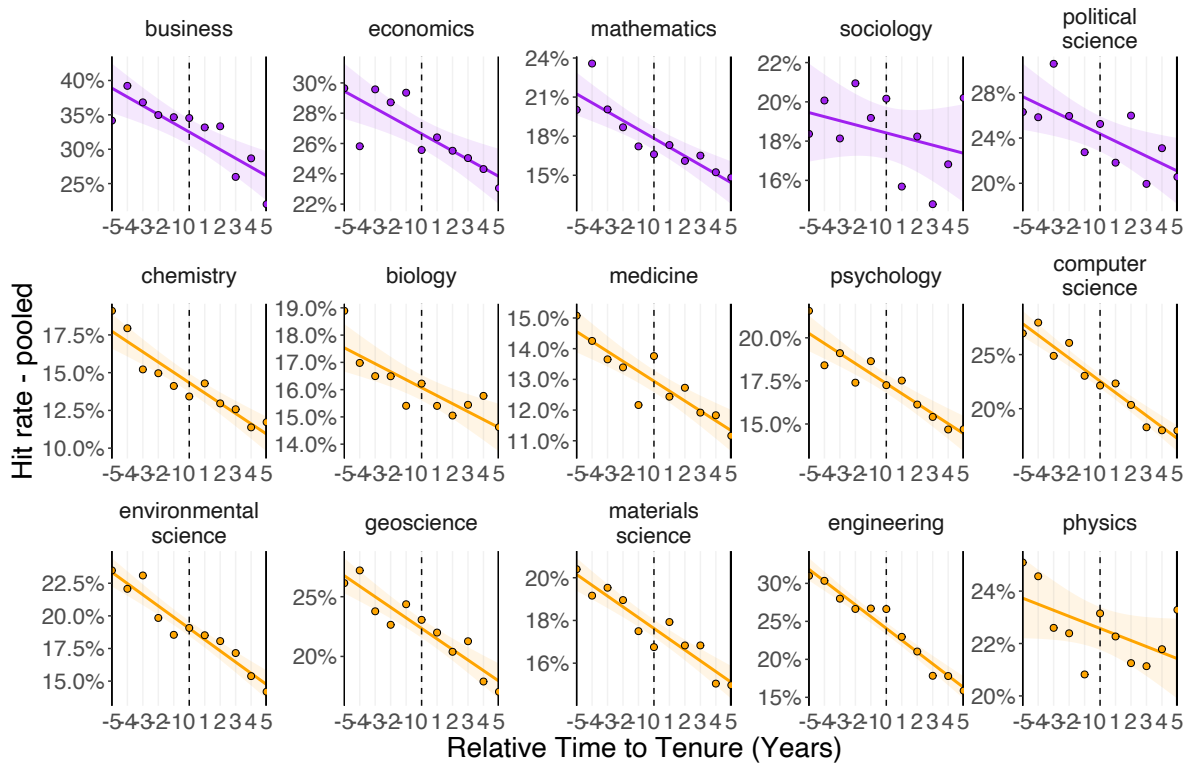 business
economics
mathematics
sociology
political
science
40%
35%
30%
25%
30%
28%
26%
24%
22%
24%
21%
18%
15%
22%
20%
18%
16%
28%
24%
20%
-5-4-3-2-10 1 2 3 4 5
-5-4-3-2-10 1 2 3 4 5
-5-4-3-2-10 1 2 3 4 5
-5-4-3-2-10 1 2 3 4 5
-5-4-3-2-10 1 2 3 4 5
Hit rate - pooled
chemistry
biology
medicine
psychology
computer
science
17.5%
15.0%
12.5%
10.0%
19.0%
18.0%
17.0%
16.0%
15.0%
14.0%
15.0%
14.0%
13.0%
12.0%
11.0%
20.0%
17.5%
15.0%
25%
20%
-5-4-3-2-10 1 2 3 4 5
-5-4-3-2-10 1 2 3 4 5
-5-4-3-2-10 1 2 3 4 5
-5-4-3-2-10 1 2 3 4 5
-5-4-3-2-10 1 2 3 4 5
environmental
science
geoscience
materials
science
engineering
physics
22.5%
20.0%
17.5%
15.0%
25%
20%
20%
18%
16%
30%
25%
20%
15%
24%
22%
20%
-5-4-3-2-10 1 2 3 4 5
-5-4-3-2-10 1 2 3 4 5
-5-4-3-2-10 1 2 3 4 5
-5-4-3-2-10 1 2 3 4 5
-5-4-3-2-10 1 2 3 4 5
Relative Time to Tenure (Years)